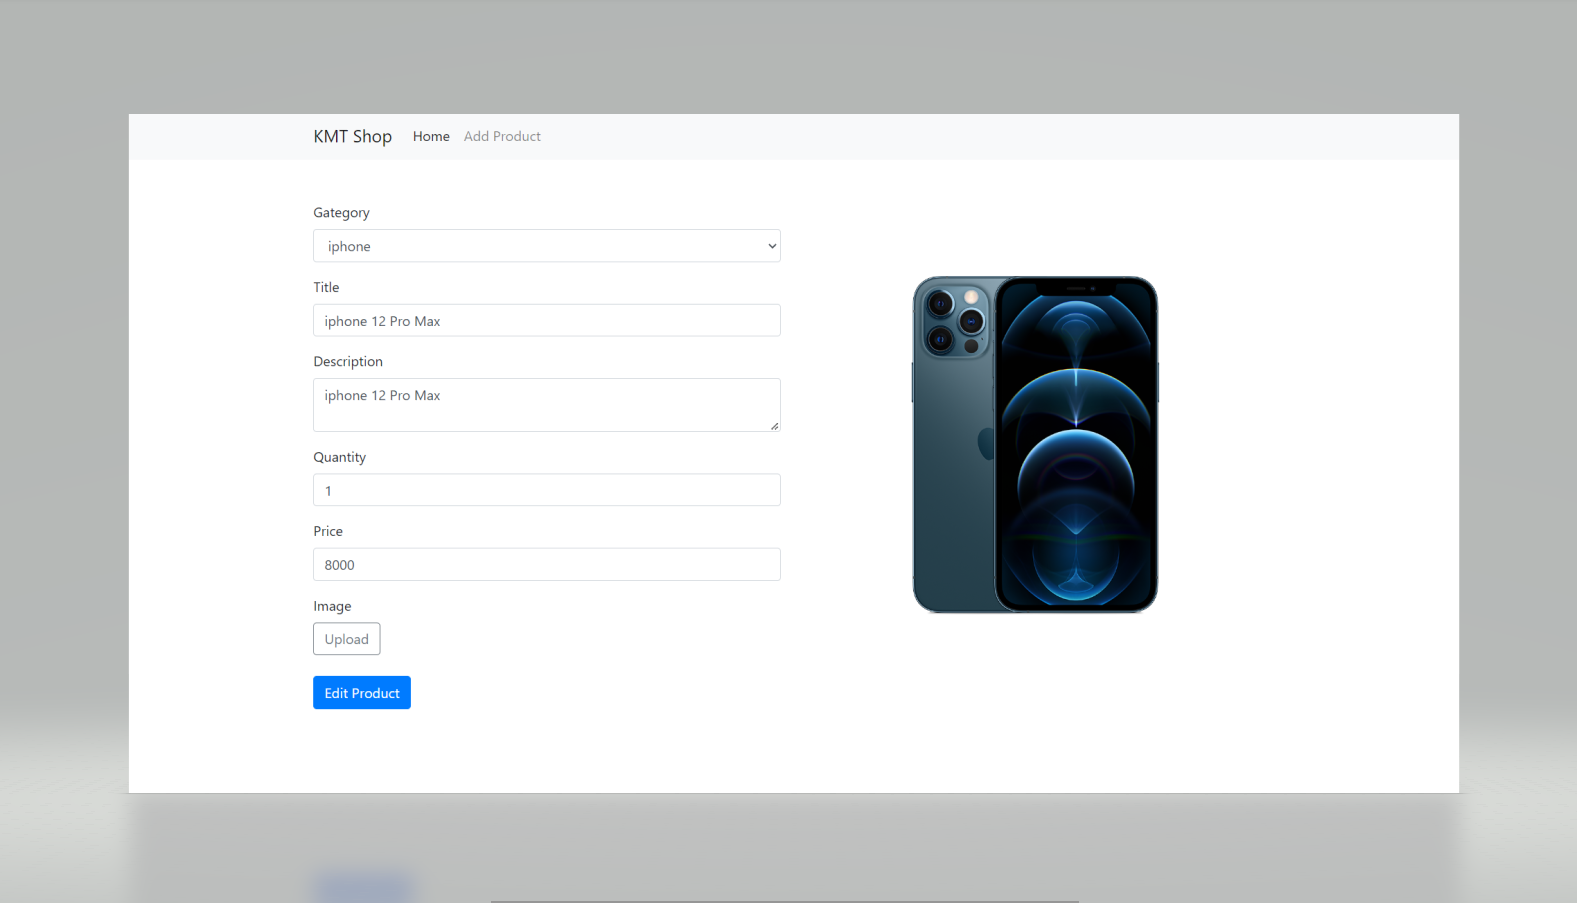 KMT Shop Home Add Product
Gategory
iphone
Title
iphone 12 Pro Max
Description
iphone 12 Pro Max
Quantity
1
Price
8000
Image
Upload
Edit Product